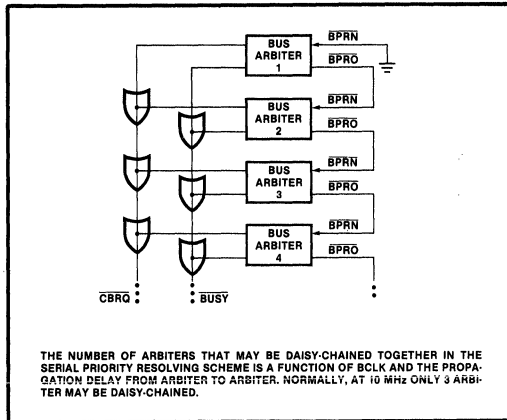 BUS
ARBITER
1
BPRN
BPRO
BUS
ARBITER
2
BPRN
BPRO
BUS
ARBITER
3
BPRN
BPRO
BUS
ARBITER
4
BPRN
BPRO
CBRQ
BUSY
THE NUMBER OF ARBITERS THAT MAY BE DAISY-CHAINED TOGETHER IN THE
SERIAL PRIORITY RESOLVING SCHEME IS A FUNCTION OF BCLK AND THE PROPA-
GATION DELAY FROM ARBITER TO ARBITER. NORMALLY, AT 10 MHz ONLY 3 ARBI-
TER MAY BE DAISY-CHAINED.